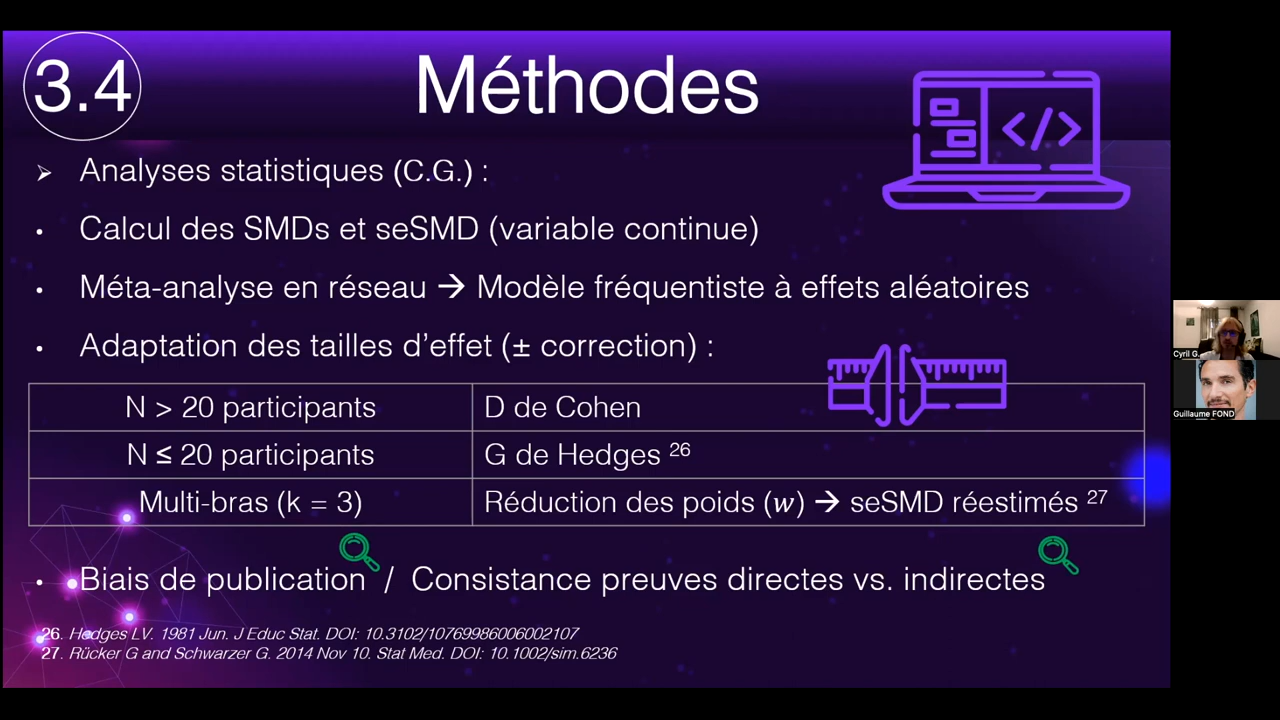 3.4
Méthodes
</>
➢ Analyses statistiques (C.G.) :
• Calcul des SMDs et seSMD (variable continue)
• Méta-analyse en réseau → Modèle fréquentiste à effets aléatoires
• Adaptation des tailles d’effet (± correction) :
N > 20 participants D de Cohen
N ≤ 20 participants G de Hedges 26
Multi-bras (k = 3) Réduction des poids (w) → seSMD réestimés 27
• Biais de publication / Consistance preuves directes vs. indirectes
26. Hedges LV. 1981 Jun. J Educ Stat. DOI: 10.3102/10769986006002107
27. Rücker G and Schwarzer G. 2014 Nov 10. Stat Med. DOI: 10.1002/sim.6236
Cyril G.
Guillaume FOND